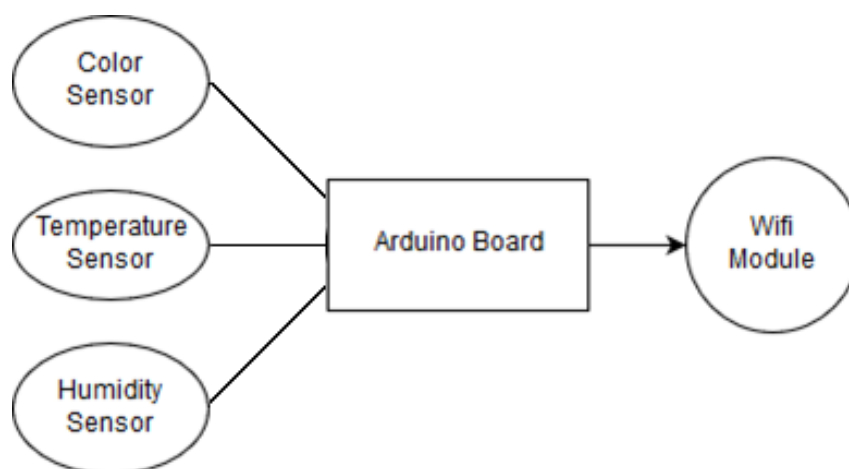 Color
Sensor
Temperature
Sensor
Arduino Board
Wifi
Module
Humidity
Sensor